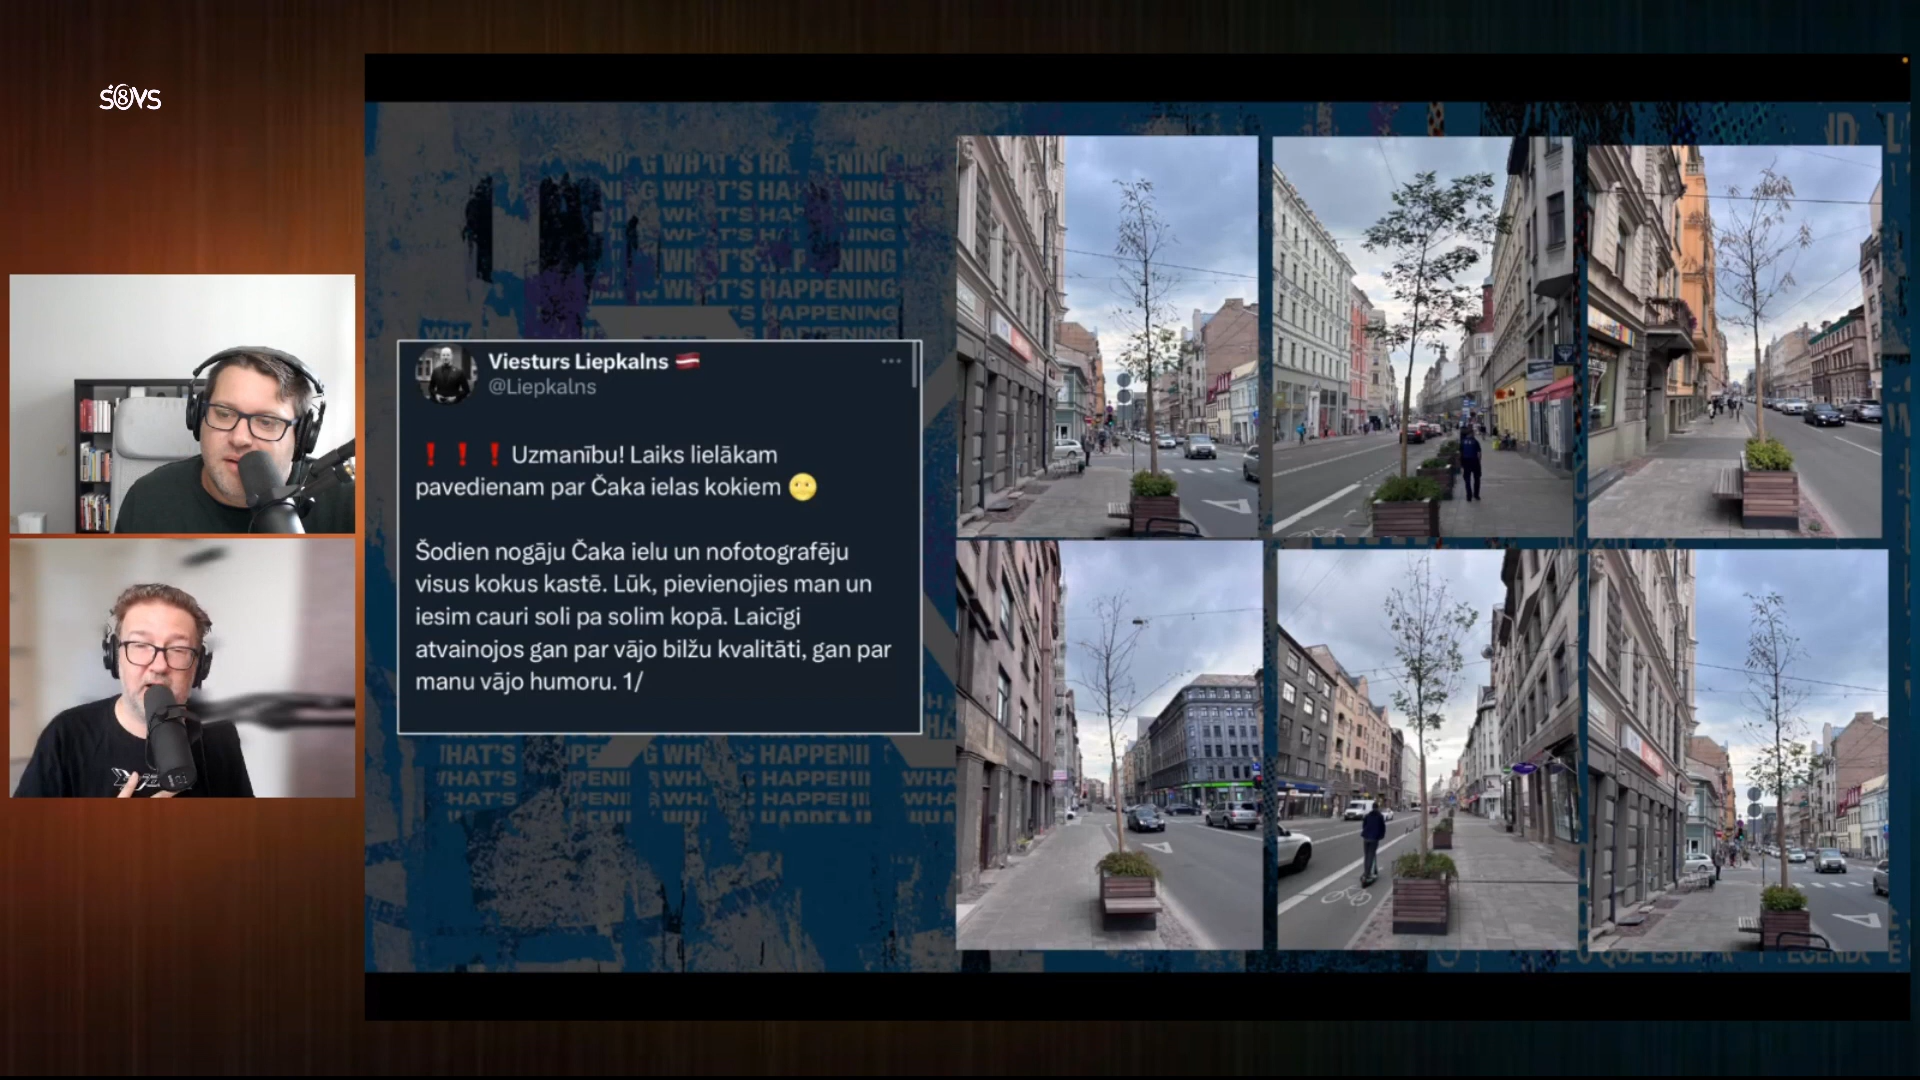 S8VS
WHAT'S HAPPENING
Viesturs Liepkalns 🇱🇻
@Liepkalns
❗❗❗ Uzmanību! Laiks lielākam
pavedienam par Čaka ielas kokiem 🌝
Šodien nogāju Čaka ielu un nofotografēju
visus kokus kastē. Lūk, pievienojies man un
iesim cauri soli pa solim kopā. Laicīgi
atvainojos gan par vājo bilžu kvalitāti, gan par
manu vājo humoru. 1/